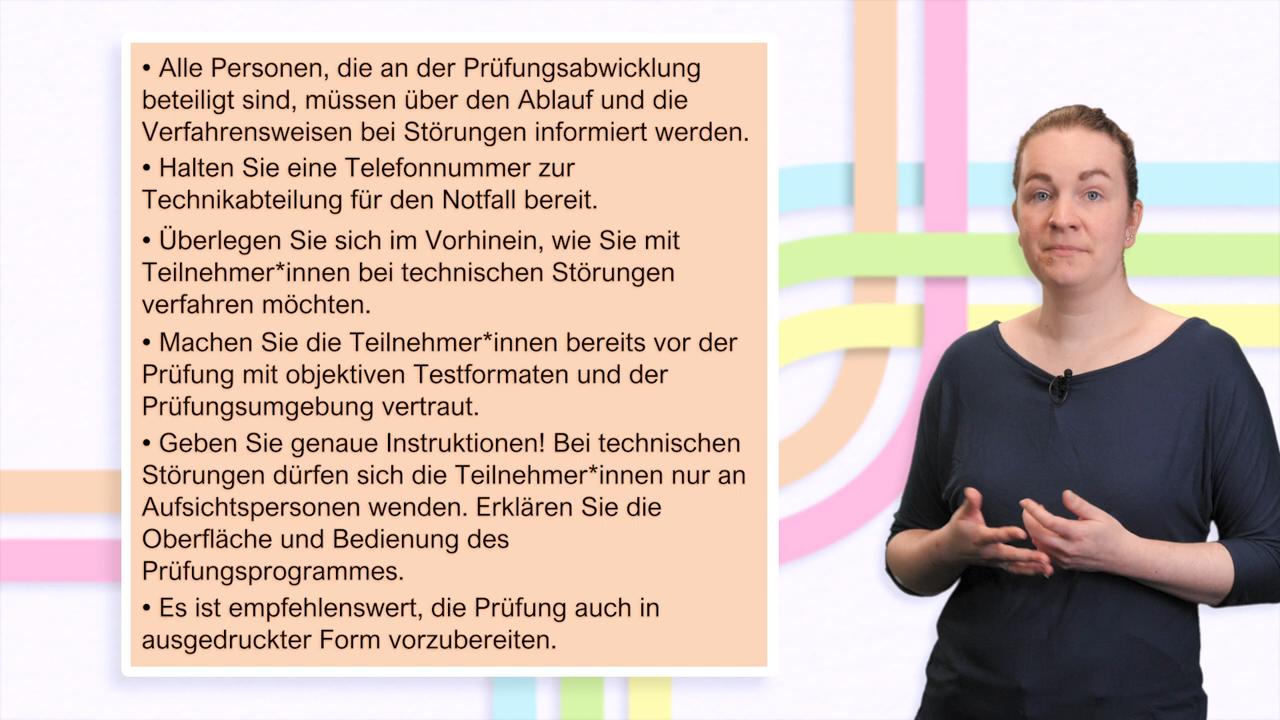 • Alle Personen, die an der Prüfungsabwicklung
beteiligt sind, müssen über den Ablauf und die
Verfahrensweisen bei Störungen informiert werden.
• Halten Sie eine Telefonnummer zur
Technikabteilung für den Notfall bereit.
• Überlegen Sie sich im Vorhinein, wie Sie mit
Teilnehmer*innen bei technischen Störungen
verfahren möchten.
• Machen Sie die Teilnehmer*innen bereits vor der
Prüfung mit objektiven Testformaten und der
Prüfungsumgebung vertraut.
• Geben Sie genaue Instruktionen! Bei technischen
Störungen dürfen sich die Teilnehmer*innen nur an
Aufsichtspersonen wenden. Erklären Sie die
Oberfläche und Bedienung des
Prüfungsprogrammes.
• Es ist empfehlenswert, die Prüfung auch in
ausgedruckter Form vorzubereiten.